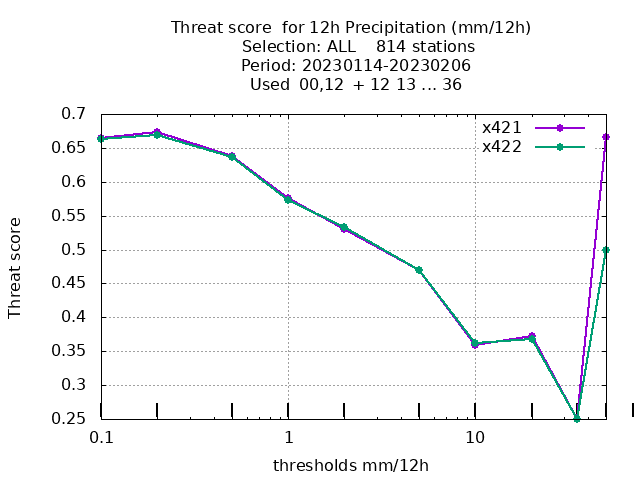 Threat score  for 12h Precipitation (mm/12h)
Selection: ALL    814 stations
Period: 20230114-20230206
Used  00,12  + 12 13 ... 36
0.7
0.65
0.6
0.55
0.5
0.45
0.4
0.35
0.3
0.25
Threat score
x421
x422
0.1
1
10
thresholds mm/12h